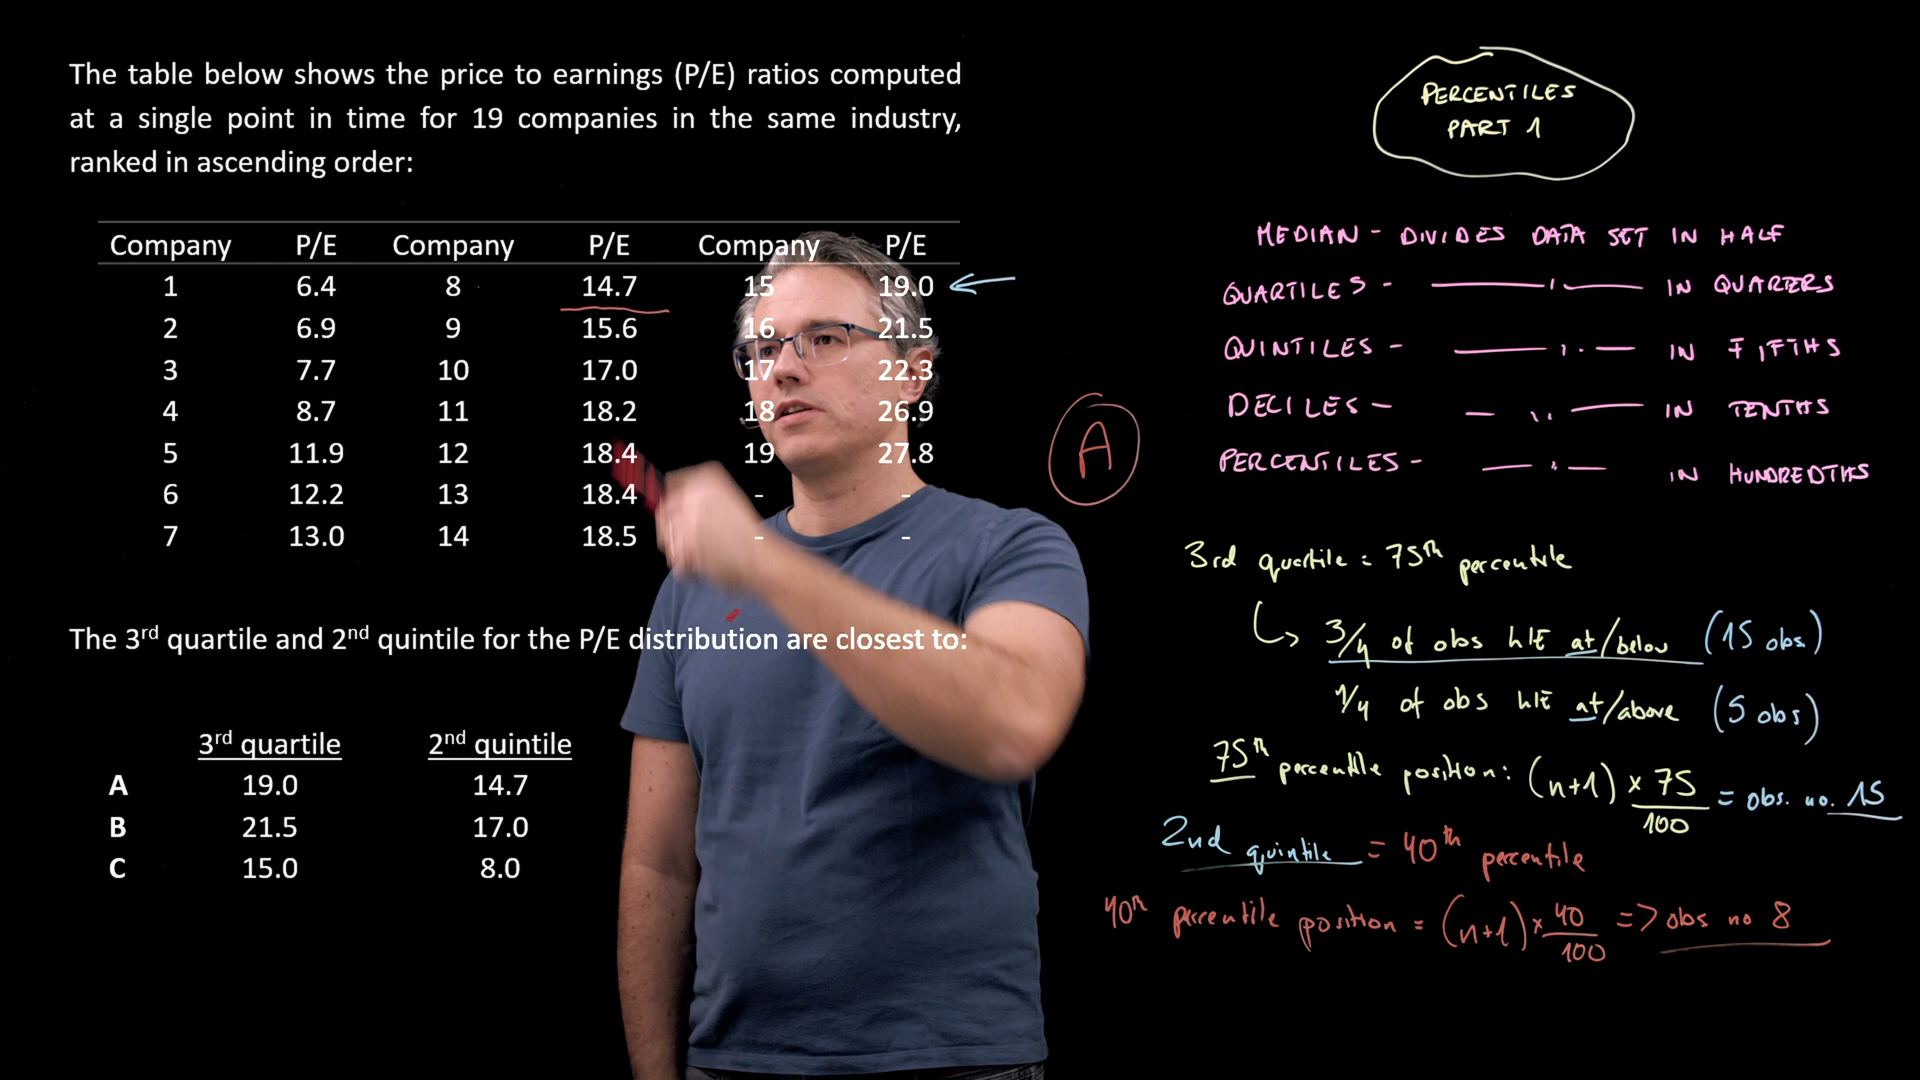 The table below shows the price to earnings (P/E) ratios computed
at a single point in time for 19 companies in the same industry,
ranked in ascending order:
Company P/E Company P/E Company P/E
1 6.4 8 14.7 15 19.0
2 6.9 9 15.6 16 21.5
3 7.7 10 17.0 17 22.3
4 8.7 11 18.2 18 26.9
5 11.9 12 18.4 19 27.8
6 12.2 13 18.4 - -
7 13.0 14 18.5 - -
The 3rd quartile and 2nd quintile for the P/E distribution are closest to:
3rd quartile 2nd quintile
A 19.0 14.7
B 21.5 17.0
C 15.0 8.0
A
PERCENTILES
PART 1
MEDIAN - DIVIDES DATA SET IN HALF
QUARTILES - IN QUARTERS
QUINTILES - IN FIFTHS
DECILES - IN TENTHS
PERCENTILES - IN HUNDREDTHS
3rd quartile = 75th percentile
3/4 of obs LIE at/below (15 obs.)
1/4 of obs LIE at/above (5 obs)
75th percentile position: (n+1) × 75/100 = obs. no. 15
2nd quintile = 40th percentile
40th percentile position = (n+1) × 40/100 => obs no 8